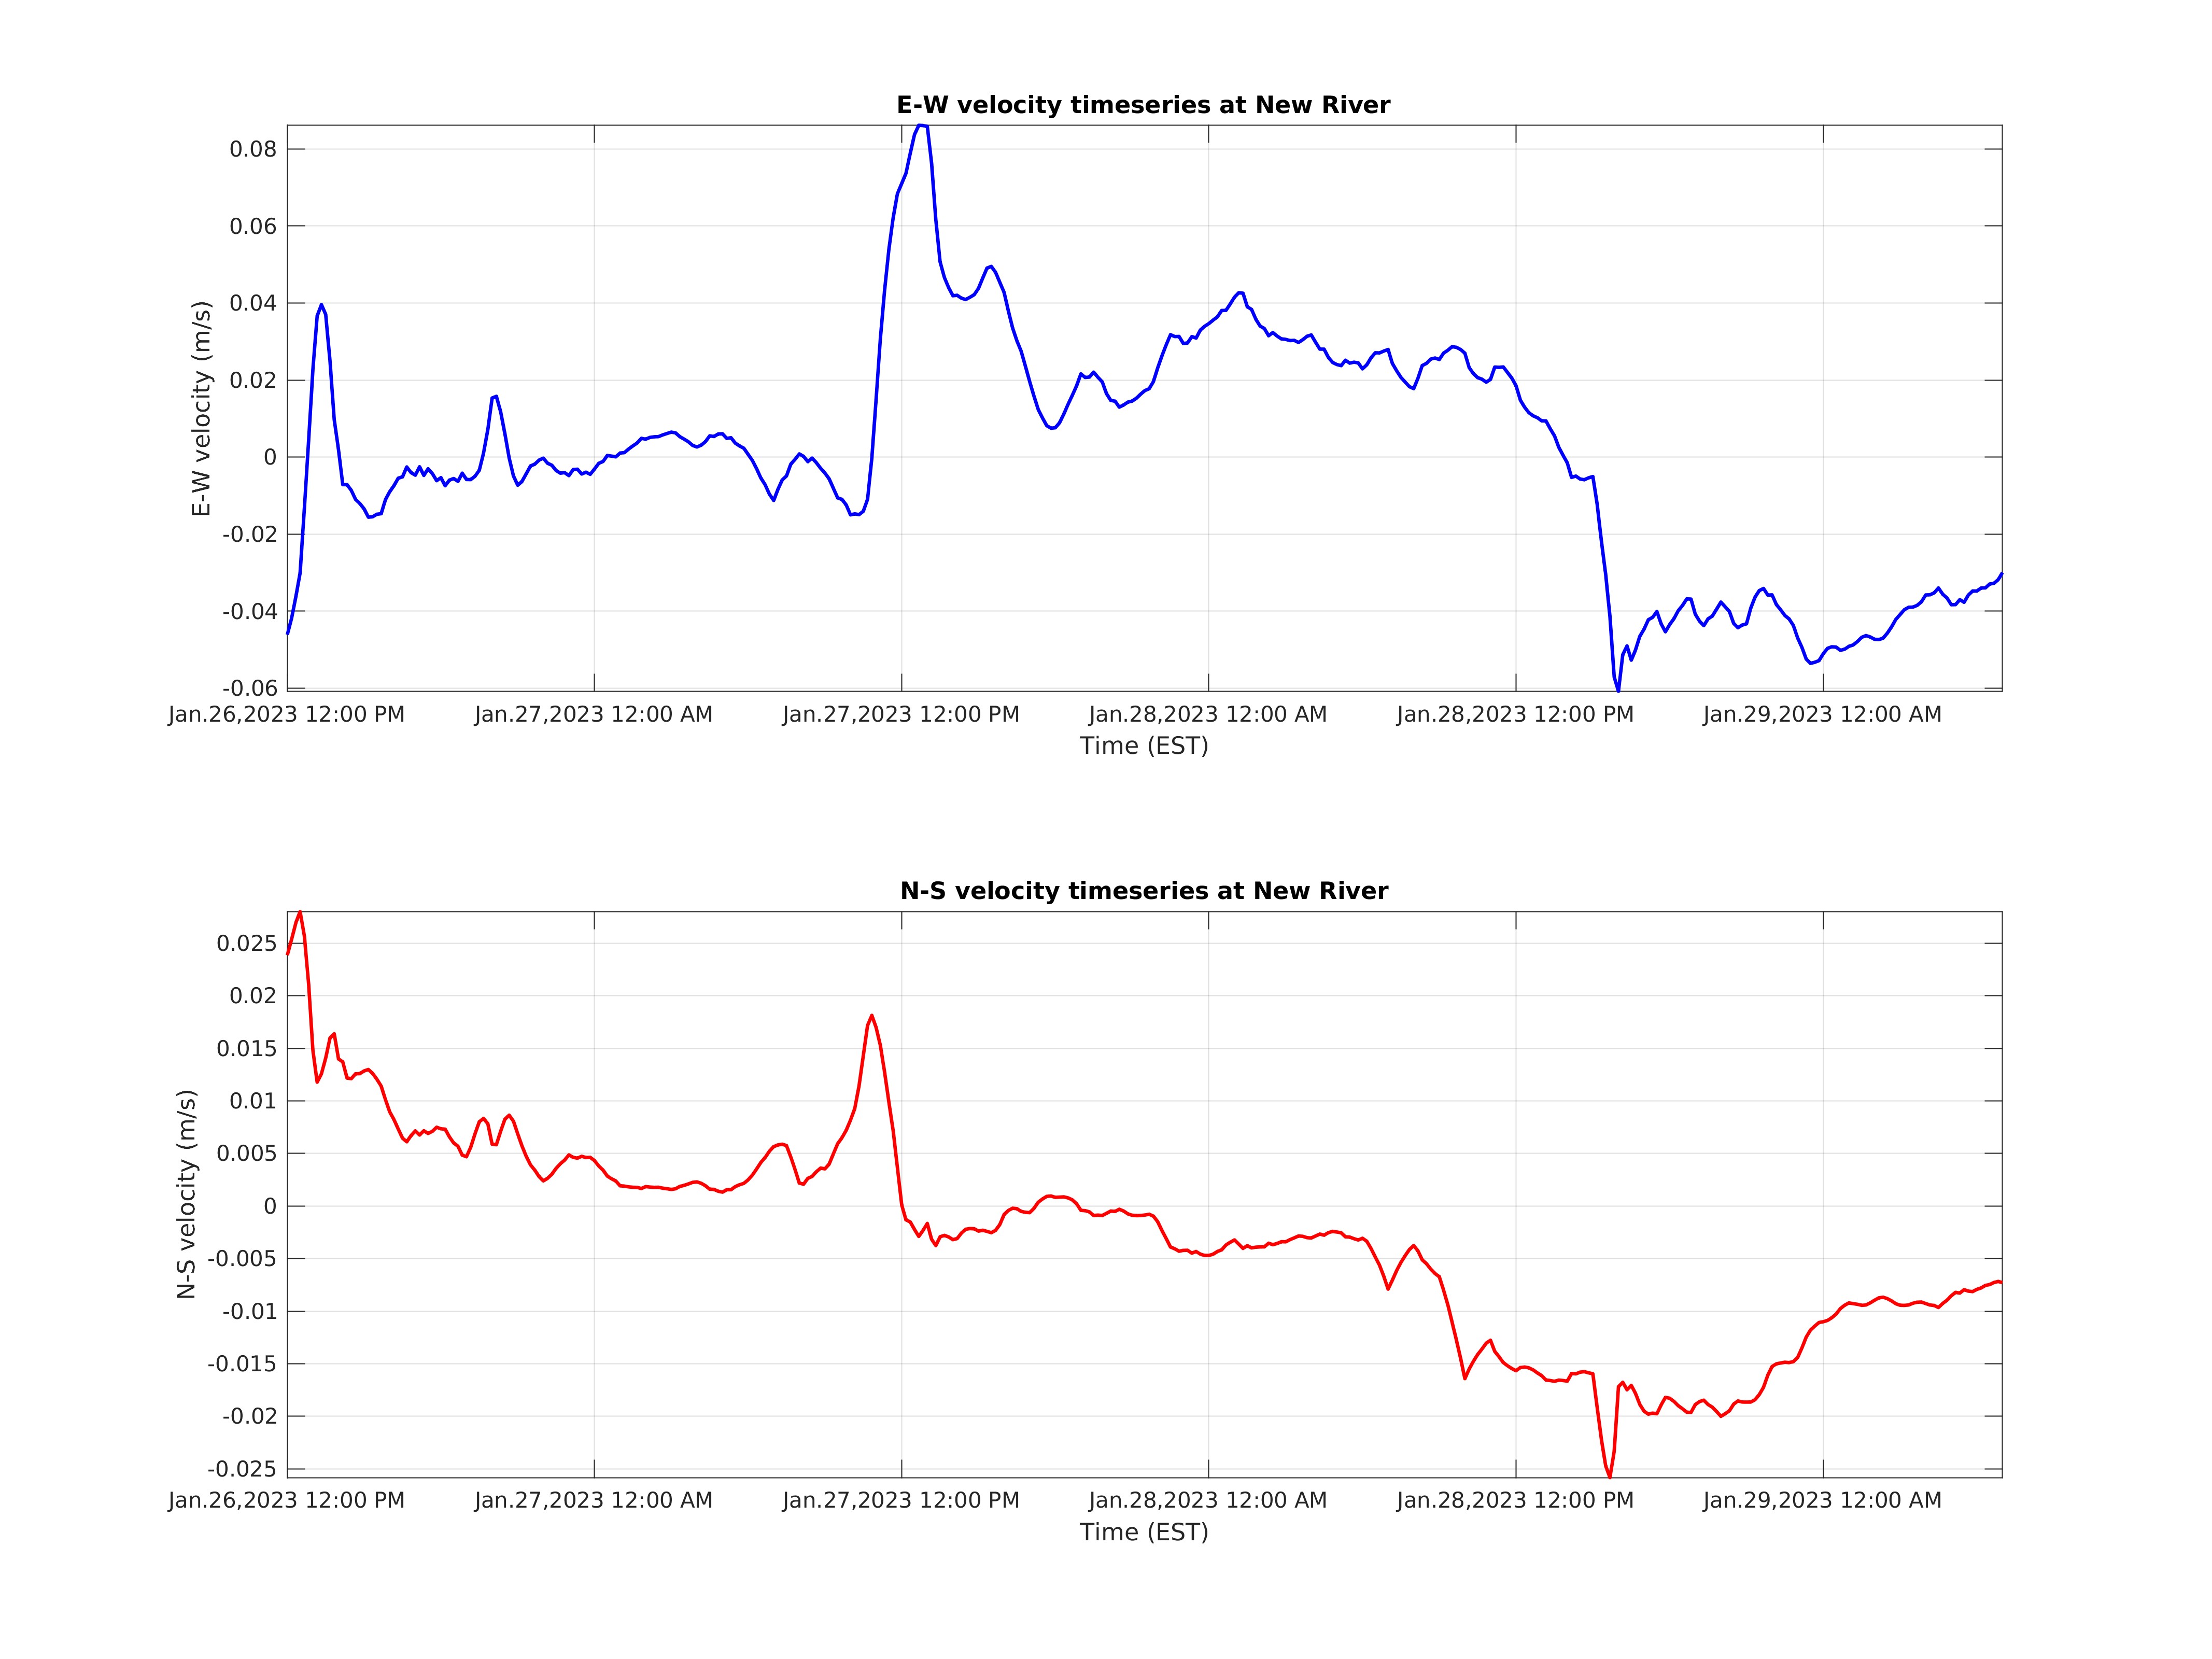 E-W velocity timeseries at New River
0.08
0.06
0.04
0.02
0
-0.02
-0.04
-0.06
E-W velocity (m/s)
Jan.26,2023 12:00 PM Jan.27,2023 12:00 AM Jan.27,2023 12:00 PM Jan.28,2023 12:00 AM Jan.28,2023 12:00 PM Jan.29,2023 12:00 AM
Time (EST)
N-S velocity timeseries at New River
0.025
0.02
0.015
0.01
0.005
0
-0.005
-0.01
-0.015
-0.02
-0.025
N-S velocity (m/s)
Jan.26,2023 12:00 PM Jan.27,2023 12:00 AM Jan.27,2023 12:00 PM Jan.28,2023 12:00 AM Jan.28,2023 12:00 PM Jan.29,2023 12:00 AM
Time (EST)